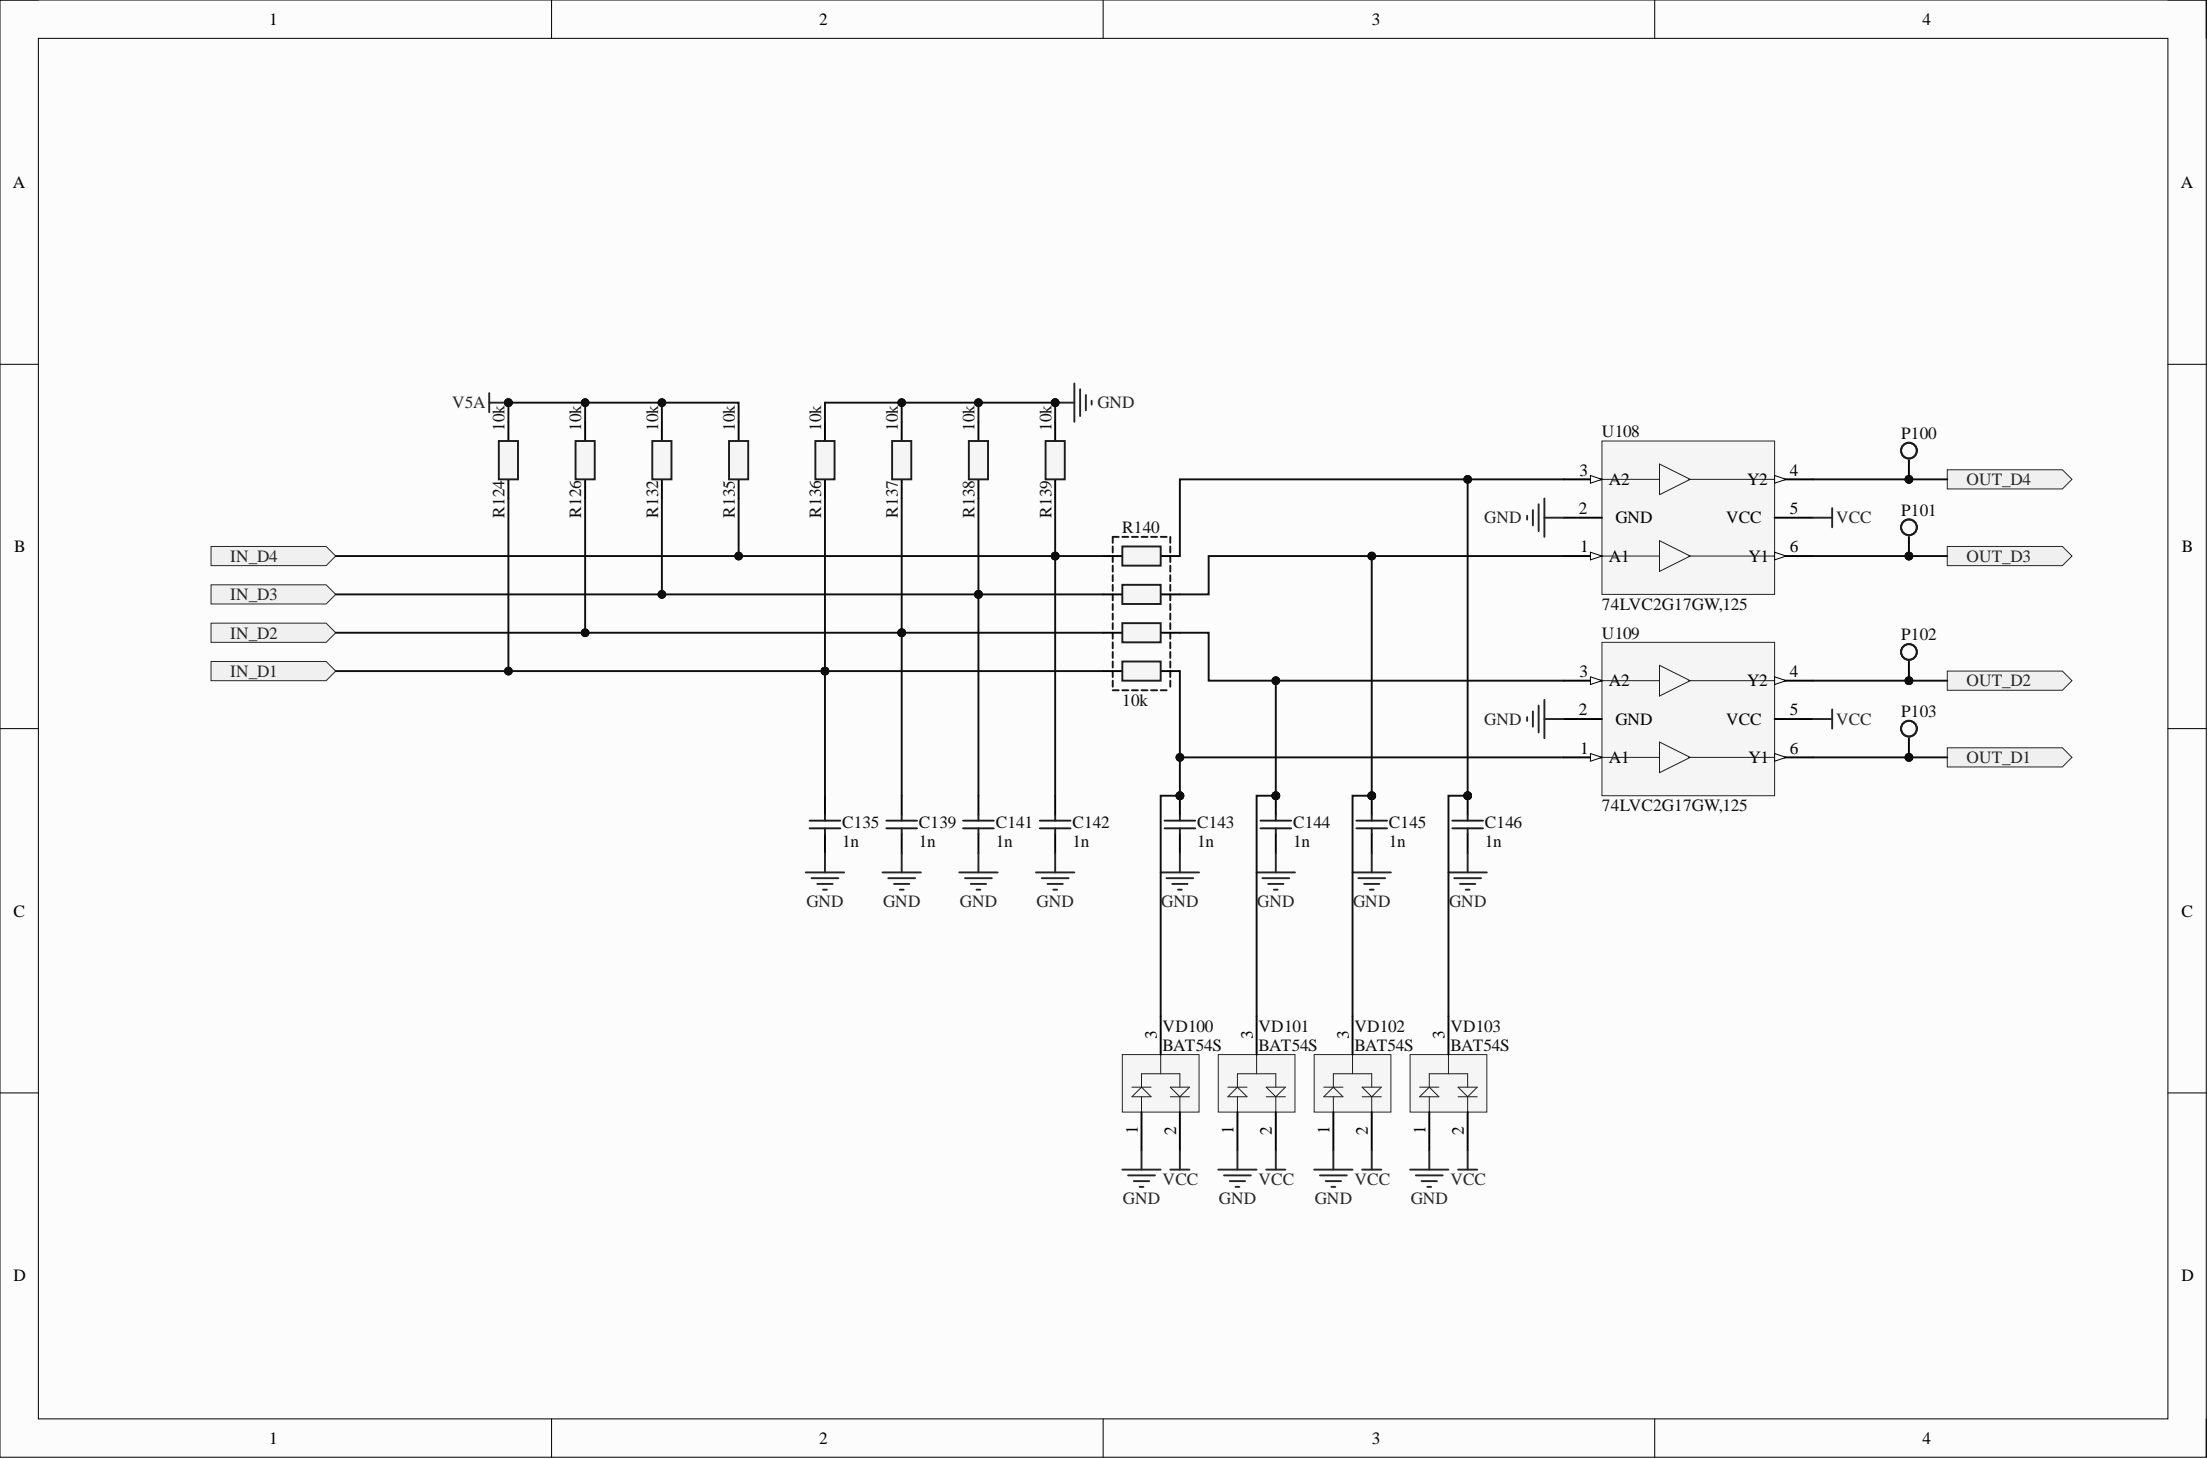 1 2 3 4
A A
V5A 10k 10k 10k 10k 10k 10k 10k 10k GND
R124 R126 R132 R135 R136 R137 R138 R139
U108 P100
3 A2 Y2 4 OUT_D4
GND 2 GND VCC 5 VCC P101
R140
B IN_D4 1 A1 Y1 6 OUT_D3 B
IN_D3
74LVC2G17GW,125
IN_D2 U109 P102
IN_D1 3 A2 Y2 4 OUT_D2
10k
GND 2 GND VCC 5 VCC P103
1 A1 Y1 6 OUT_D1
74LVC2G17GW,125
C135 C139 C141 C142 C143 C144 C145 C146
1n 1n 1n 1n 1n 1n 1n 1n
GND GND GND GND GND GND GND GND
C C
3 VD100 3 VD101 3 VD102 3 VD103
BAT54S BAT54S BAT54S BAT54S
1 2 1 2 1 2 1 2
VCC VCC VCC VCC
GND GND GND GND
D D
1 2 3 4